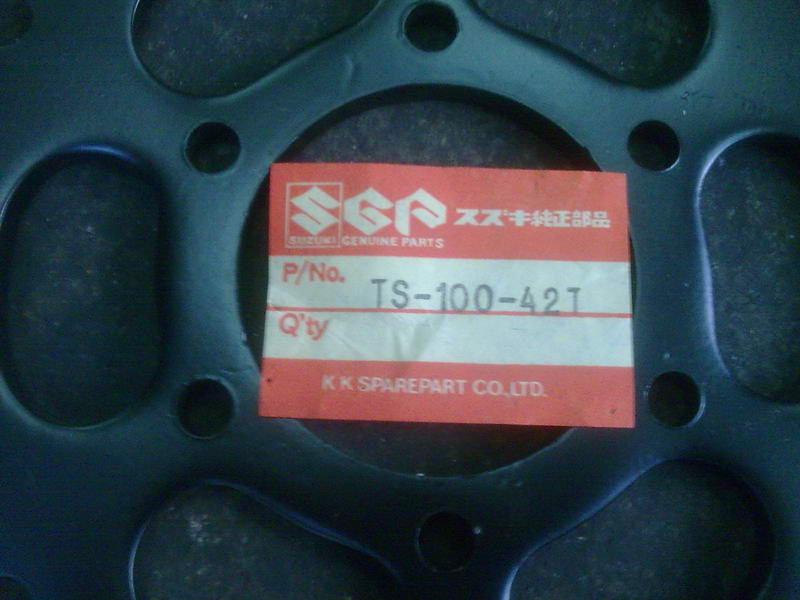 SGP スズキ純正部品
SUZUKI GENUINE PARTS
P/No. TS-100-42T
Q'ty
K K SPAREPART CO.,LTD.